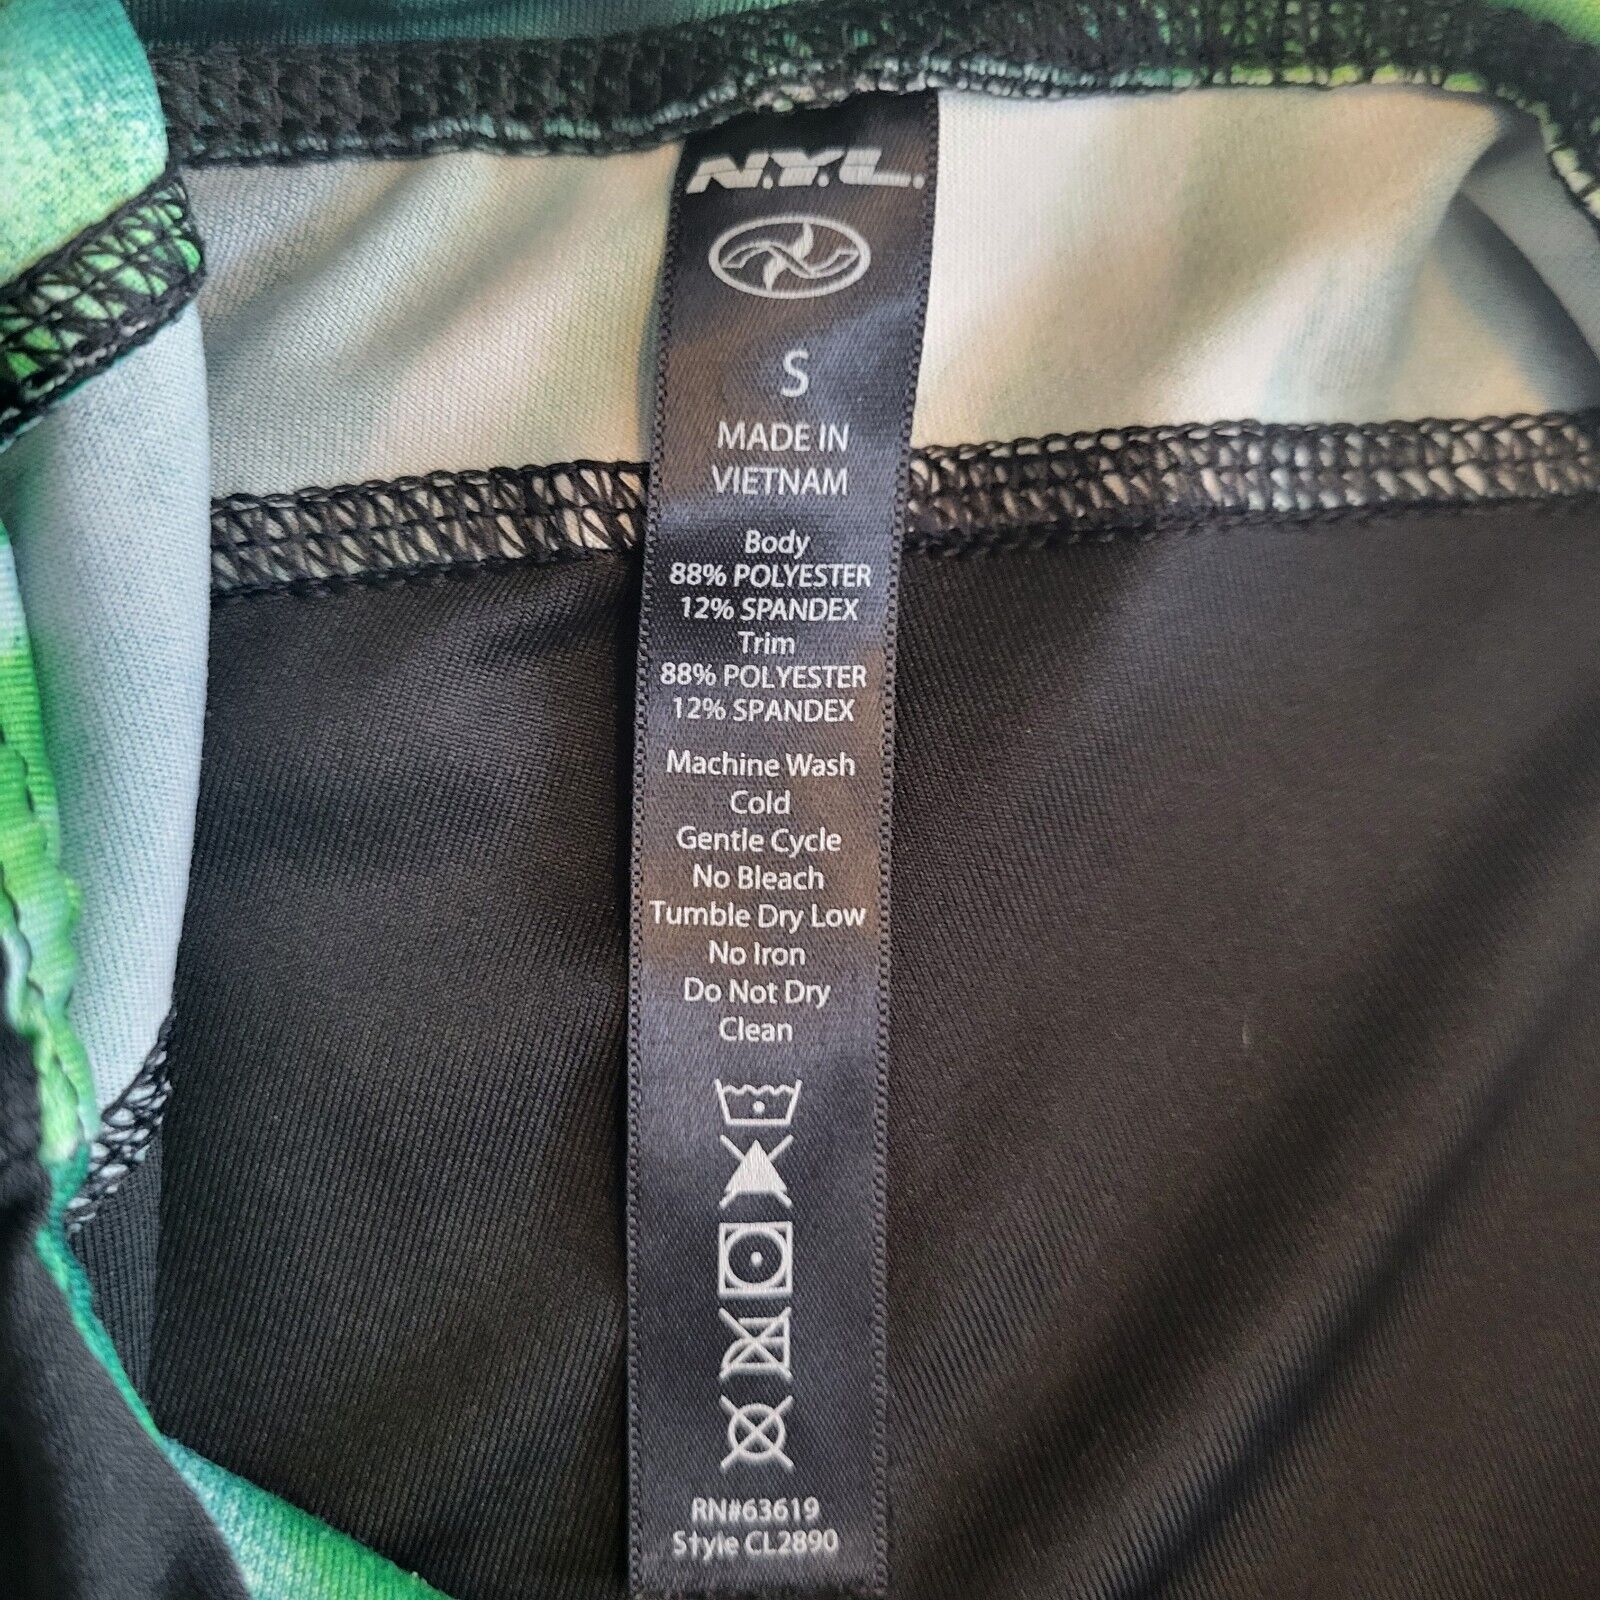 N.Y.L.
S
MADE IN
VIETNAM
Body
88% POLYESTER
12% SPANDEX
Trim
88% POLYESTER
12% SPANDEX
Machine Wash
Cold
Gentle Cycle
No Bleach
Tumble Dry Low
No Iron
Do Not Dry
Clean
RN#63619
Style CL2890